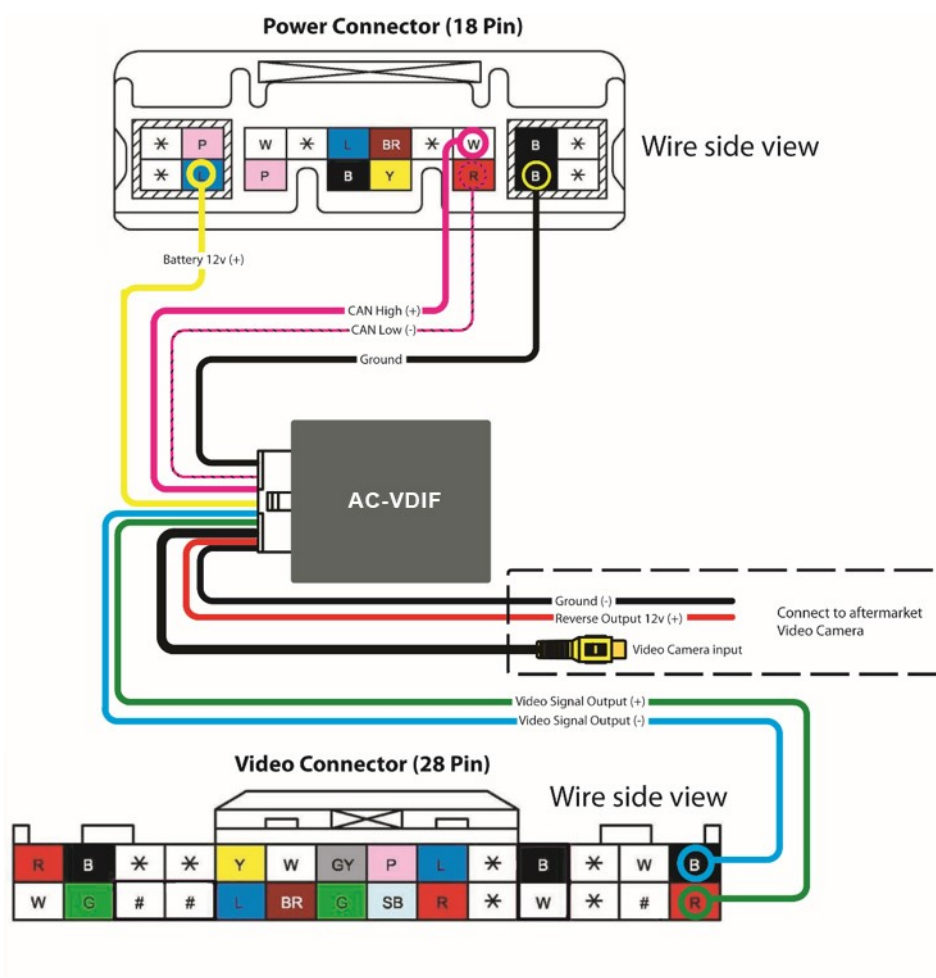 Power Connector (18 Pin)
Wire side view
* P W * L BR * W B *
* L P B Y R B *
Battery 12v (+)
CAN High (+)
CAN Low (-)
Ground
AC-VDIF
Ground (-)
Reverse Output 12v (+)
Connect to aftermarket
Video Camera
Video Camera input
Video Signal Output (+)
Video Signal Output (-)
Video Connector (28 Pin)
Wire side view
R B * * Y W GY P L * B * W B
W G # # L BR G SB R * W * # R